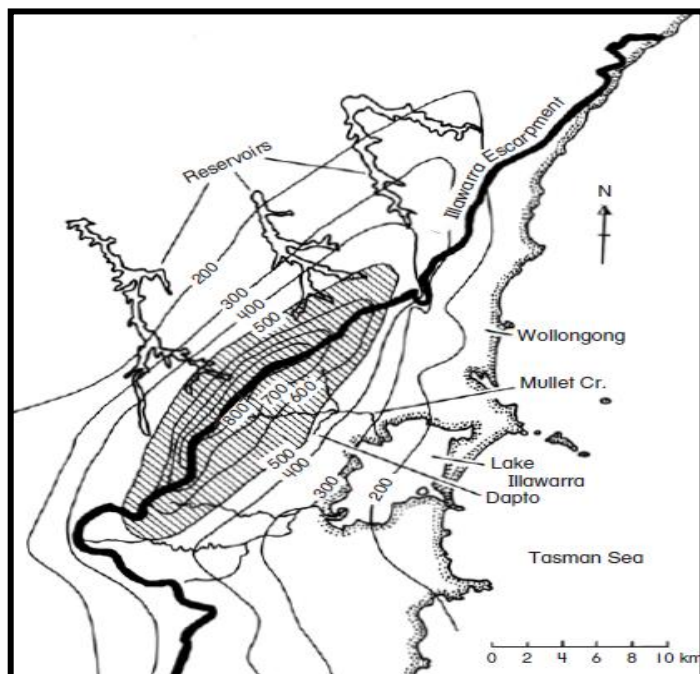 Reservoirs
Illawarra Escarpment
N
200
300
400
500
Wollongong
Mullet Cr.
800
700
600
500
400
300
200
Lake
Illawarra
Dapto
Tasman Sea
0 2 4 6 8 10 km